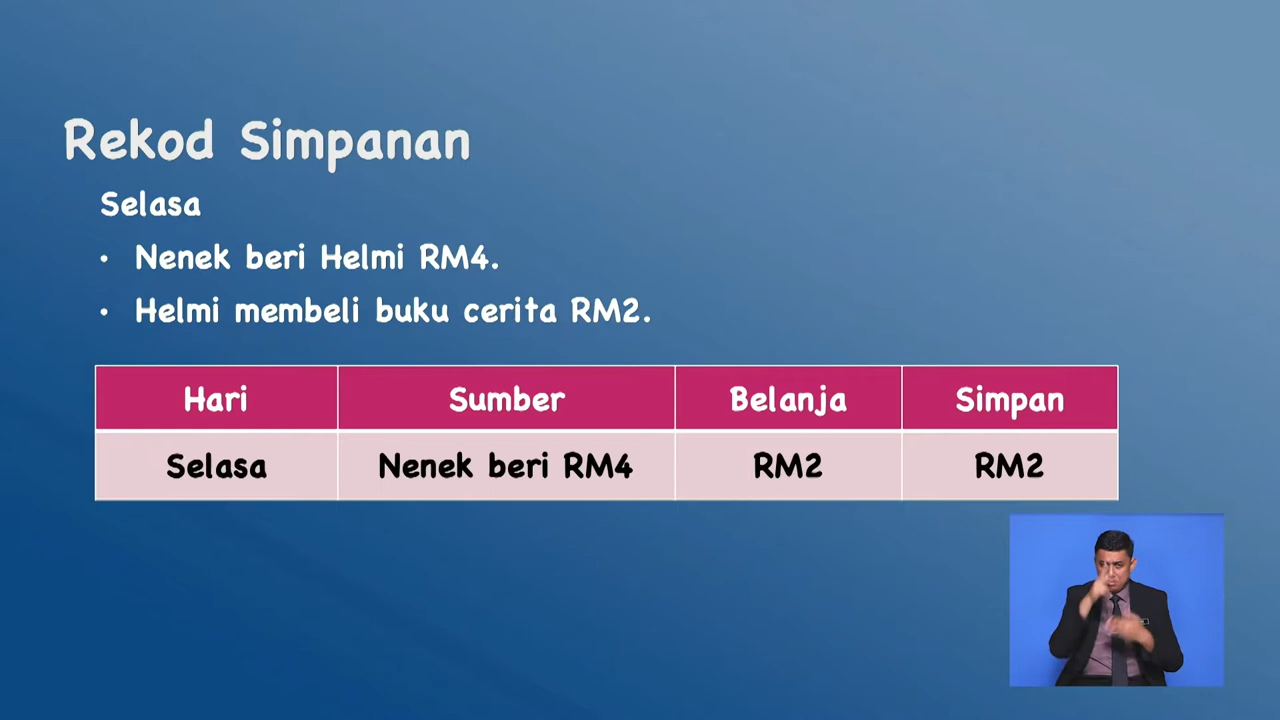 Rekod Simpanan
Selasa
• Nenek beri Helmi RM4.
• Helmi membeli buku cerita RM2.
Hari Sumber Belanja Simpan
Selasa Nenek beri RM4 RM2 RM2